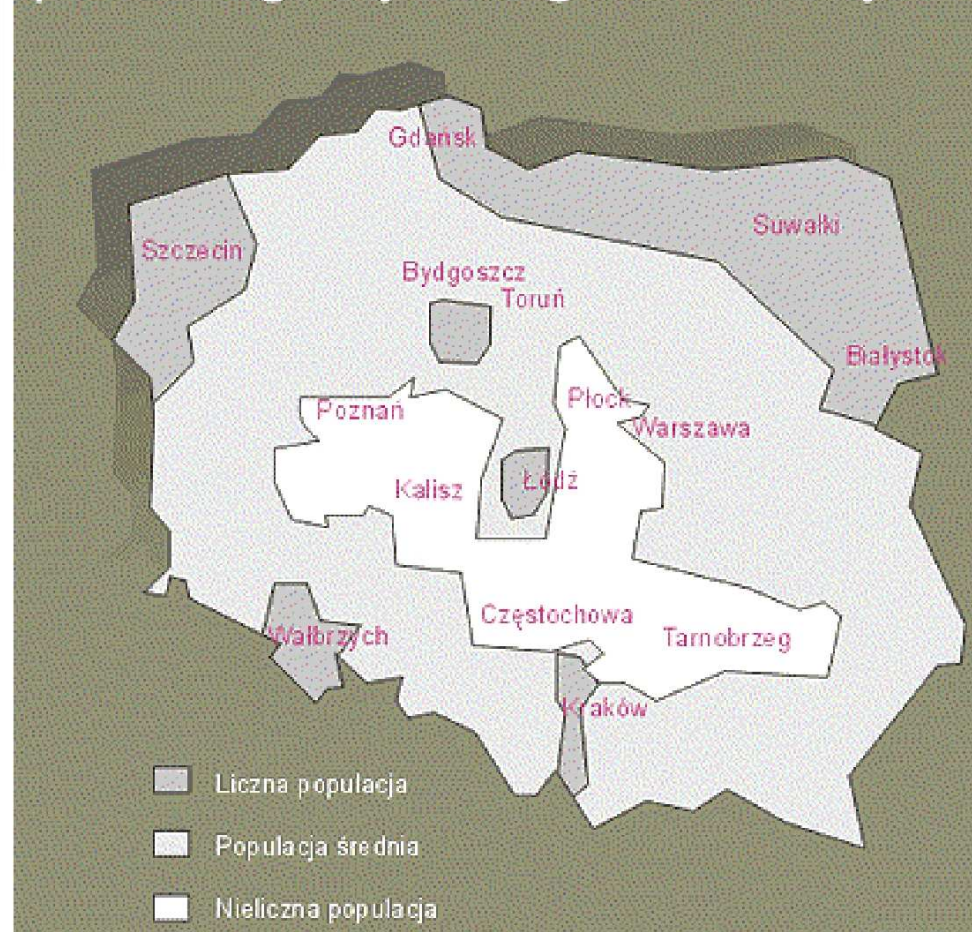 Gdańsk
Suwałki
Szczecin
Bydgoszcz
Toruń
Białystok
Płock
Poznań
Warszawa
Łódź
Kalisz
Częstochowa
Tarnobrzeg
Wałbrzych
Kraków
Liczna populacja
Populacja średnia
Nieliczna populacja